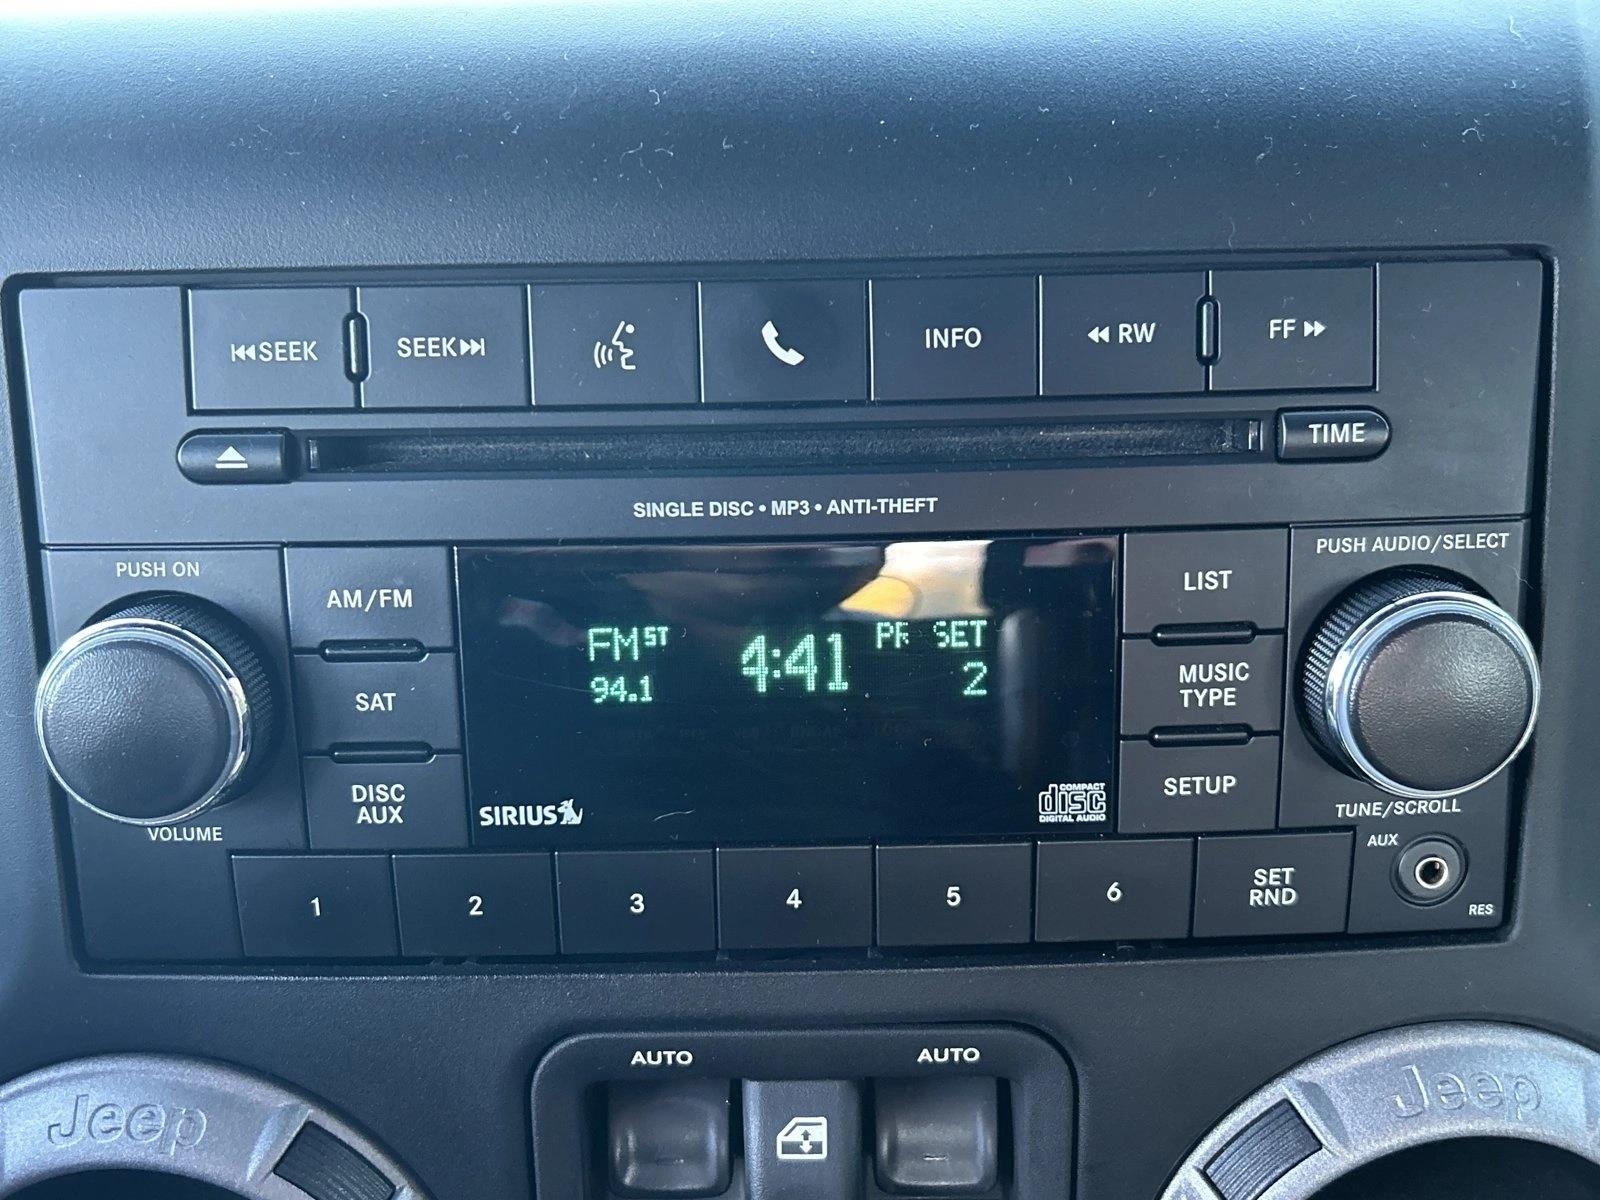 SEEK
SEEK
INFO
RW
FF
TIME
SINGLE DISC • MP3 • ANTI-THEFT
PUSH ON
AM/FM
SAT
DISC
AUX
VOLUME
FM ST
94.1
4:41
SET
2
SIRIUS
COMPACT
disc
DIGITAL AUDIO
LIST
MUSIC
TYPE
SETUP
PUSH AUDIO/SELECT
TUNE/SCROLL
AUX
RES
1
2
3
4
5
6
SET
RND
AUTO
AUTO
Jeep
Jeep